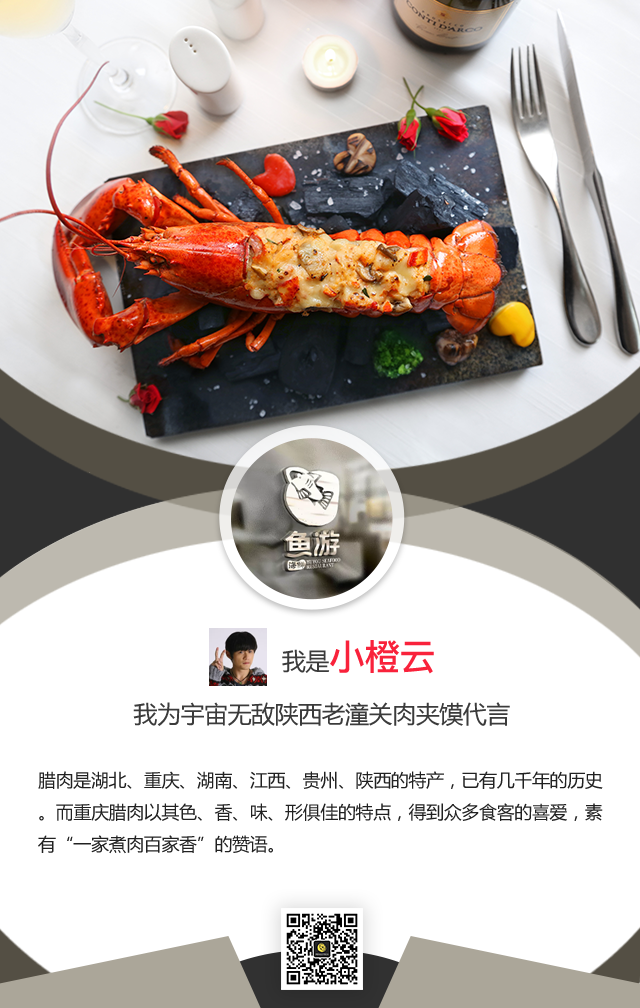 CONTI D'ARCO
鱼游
我是小橙云
我为宇宙无敌陕西老潼关肉夹馍代言
腊肉是湖北、重庆、湖南、江西、贵州、陕西的特产，已有几千年的历史
。而重庆腊肉以其色、香、味、形俱佳的特点，得到众多食客的喜爱，素
有“一家煮肉百家香”的赞语。